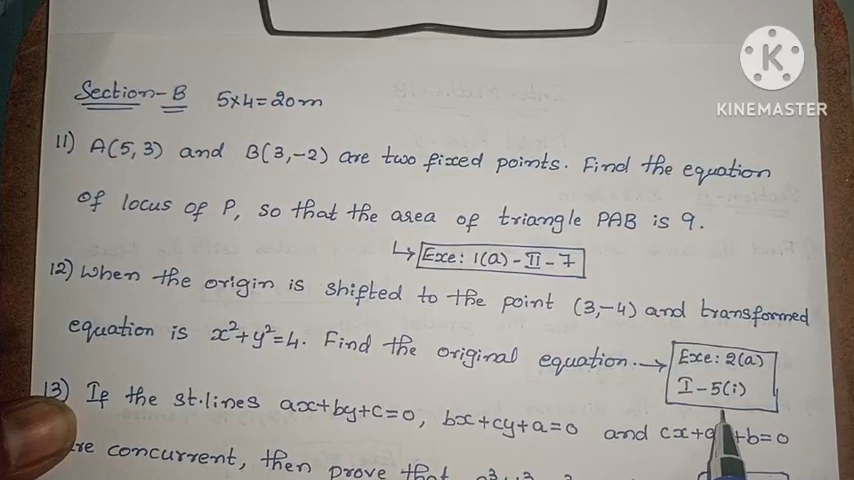 K
KINEMASTER
Section-B 5x4=20m
11) A(5,3) and B(3,-2) are two fixed points. Find the equation
of locus of P, so that the area of triangle PAB is 9.
↳ Exe: 1(a)-II-7
12) When the origin is shifted to the point (3,-4) and transformed
equation is x²+y²=4. Find the original equation. → Exe: 2(a)
I-5(i)
13) If the st.lines ax+by+c=0, bx+cy+a=0 and cx+a +b=0
concurrent, then prove that